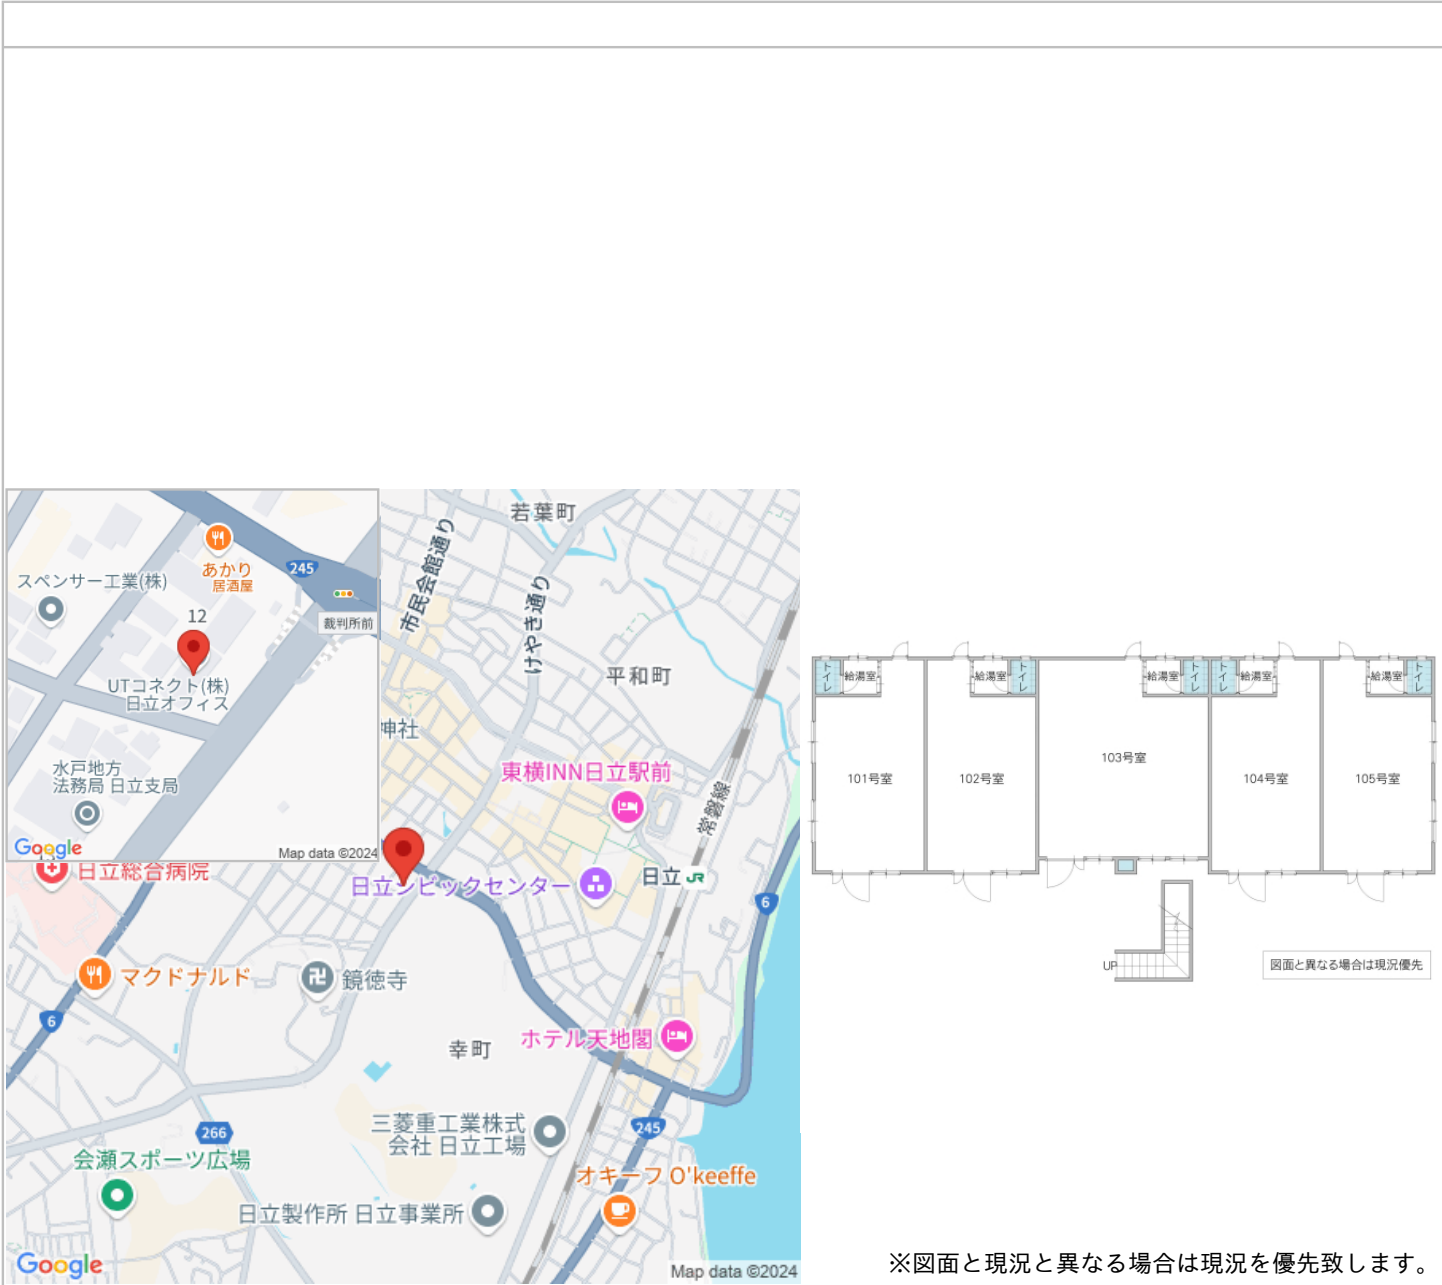 スペンサー工業(株)
あかり
居酒屋
245
12
裁判所前
UTコネクト(株)
日立オフィス
水戸地方
法務局 日立支局
Google
Map data ©2024
若葉町
市民会館通り
けやき通り
平和町
神社
東横INN日立駅前
常磐線
日立総合病院
日立シビックセンター
日立 JR
6
マクドナルド
鏡徳寺
6
ホテル天地閣
幸町
三菱重工業株式
会社 日立工場
266
245
会瀬スポーツ広場
オキーフ O'keeffe
日立製作所 日立事業所
Google
Map data ©2024
トイレ 給湯室 給湯室 トイレ 給湯室 トイレ トイレ 給湯室 給湯室 トイレ
101号室 102号室 103号室 104号室 105号室
UP
図面と異なる場合は現況優先
※図面と現況と異なる場合は現況を優先致します。